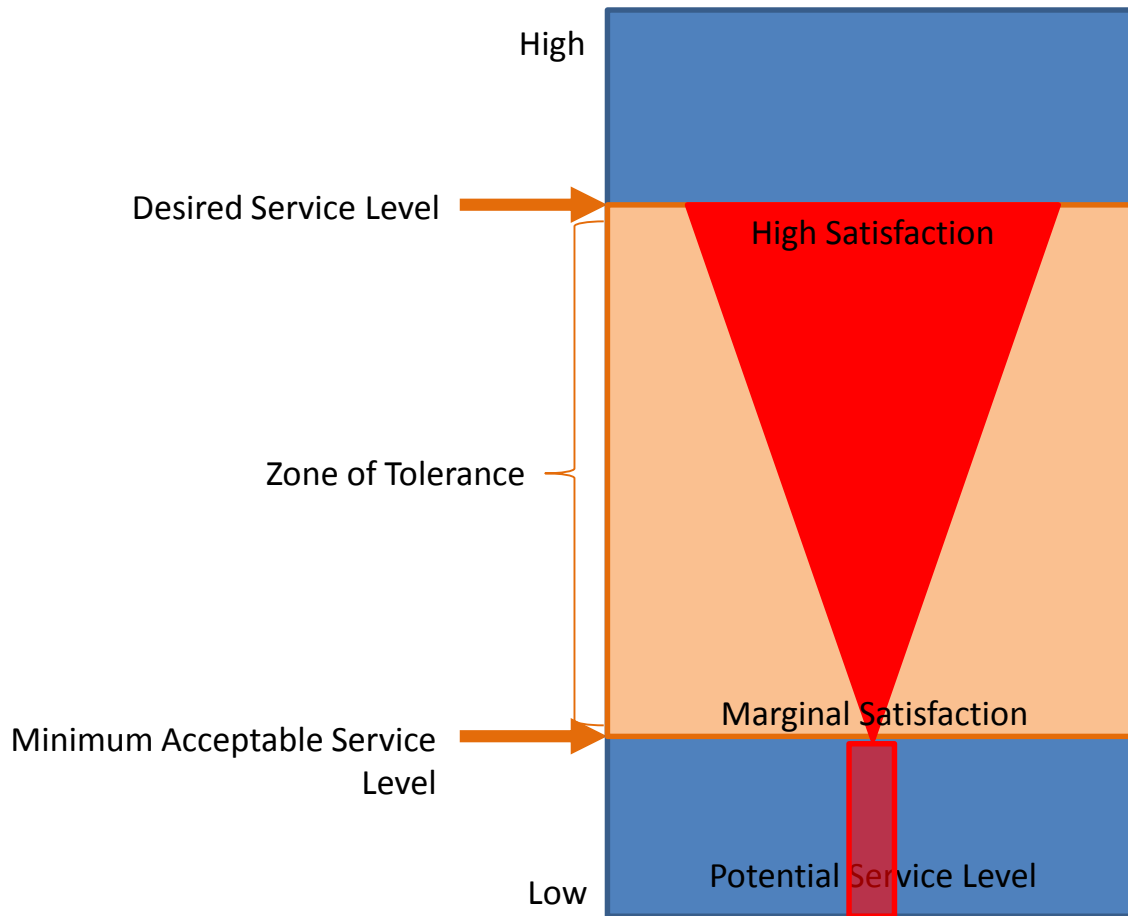 High
Desired Service Level
High Satisfaction
Zone of Tolerance
Marginal Satisfaction
Minimum Acceptable Service
Level
Potential Service Level
Low